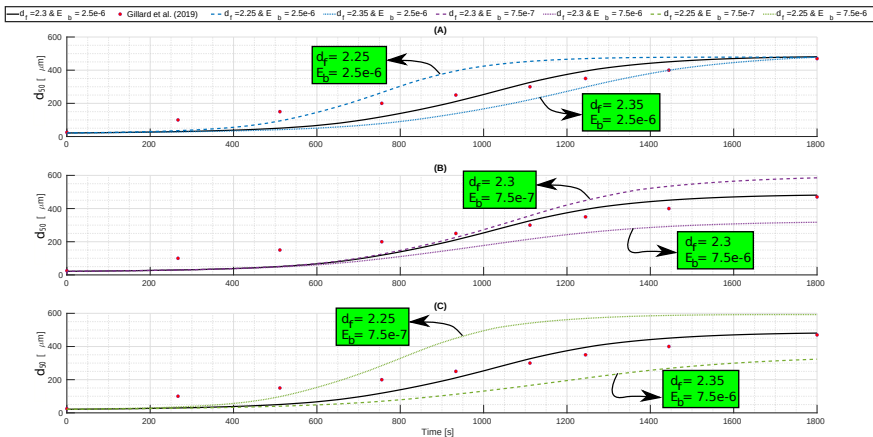 d_f =2.3 & E_b = 2.5e-6 Gillard et al. (2019) d_f =2.25 & E_b = 2.5e-6 d_f =2.35 & E_b = 2.5e-6 d_f =2.3 & E_b = 7.5e-7 d_f =2.3 & E_b = 7.5e-6 d_f =2.25 & E_b = 7.5e-7 d_f =2.25 & E_b = 7.5e-6
(A)
600
400
200
0
d_50 [ μm]
d_f= 2.25
E_b= 2.5e-6
d_f= 2.35
E_b= 2.5e-6
0 200 400 600 800 1000 1200 1400 1600 1800
(B)
600
400
200
0
d_50 [ μm]
d_f= 2.3
E_b= 7.5e-7
d_f= 2.3
E_b= 7.5e-6
0 200 400 600 800 1000 1200 1400 1600 1800
(C)
600
400
200
0
d_50 [ μm]
d_f= 2.25
E_b= 7.5e-7
d_f= 2.35
E_b= 7.5e-6
0 200 400 600 800 1000 1200 1400 1600 1800
Time [s]